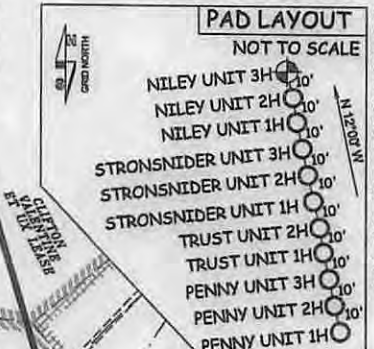 PAD LAYOUT
NOT TO SCALE
GRID NORTH
NILEY UNIT 3H
10'
NILEY UNIT 2H
10'
NILEY UNIT 1H
10'
STRONSNIDER UNIT 3H
10'
STRONSNIDER UNIT 2H
10'
STRONSNIDER UNIT 1H
10'
TRUST UNIT 2H
10'
TRUST UNIT 1H
10'
PENNY UNIT 3H
10'
PENNY UNIT 2H
10'
PENNY UNIT 1H
N 12°00' W
CLIFTON
VALENTINE
ET UX LEASE